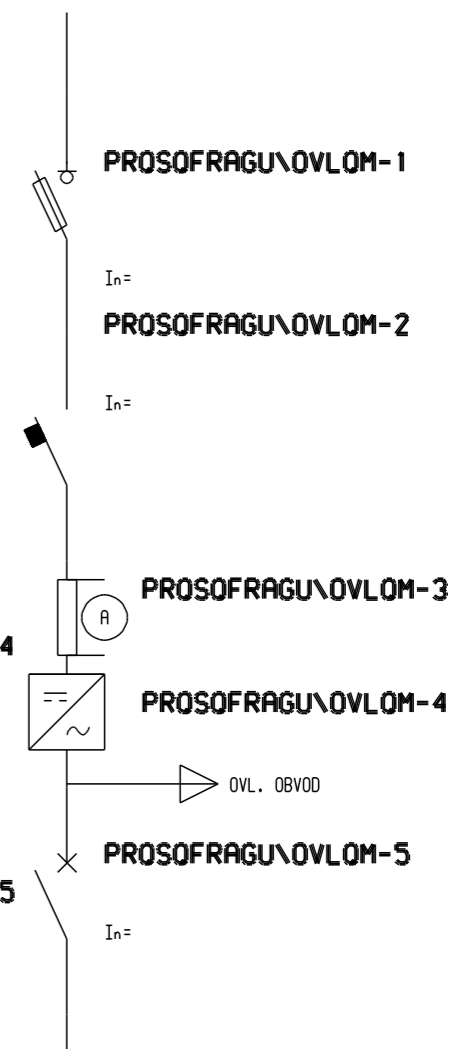 PROSOFRAGU\OVLOM-1
In=
PROSOFRAGU\OVLOM-2
In=
PROSOFRAGU\OVLOM-3
A
4
PROSOFRAGU\OVLOM-4
OVL. OBVOD
PROSOFRAGU\OVLOM-5
5
In=